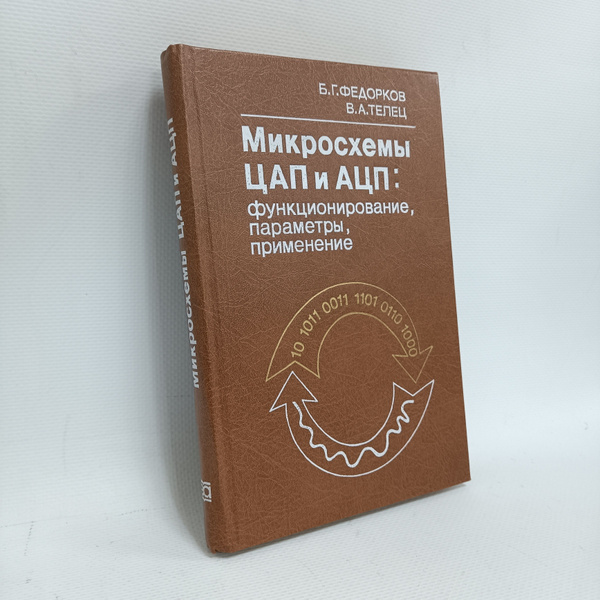 Б.Г.ФЕДОРКОВ
В.А.ТЕЛЕЦ
Микросхемы
ЦАП и АЦП:
функционирование,
параметры,
применение
10 1011 0011 1101 0110 1000
Микросхемы ЦАП и АЦП